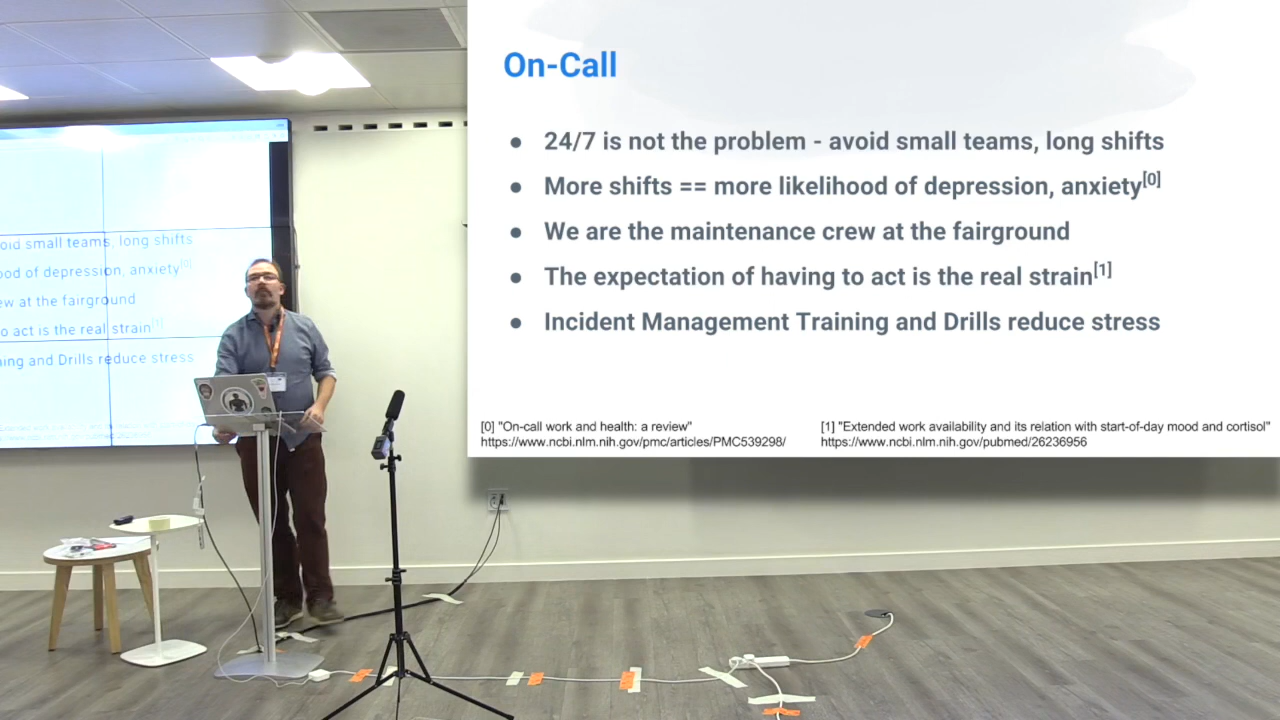 On-Call
24/7 is not the problem - avoid small teams, long shifts
More shifts == more likelihood of depression, anxiety[0]
We are the maintenance crew at the fairground
The expectation of having to act is the real strain[1]
Incident Management Training and Drills reduce stress
[0] "On-call work and health: a review"
https://www.ncbi.nlm.nih.gov/pmc/articles/PMC539298/
[1] "Extended work availability and its relation with start-of-day mood and cortisol"
https://www.ncbi.nlm.nih.gov/pubmed/26236956
oid small teams, long shifts
ood of depression, anxiety[0]
ew at the fairground
o act is the real strain[1]
ning and Drills reduce stress